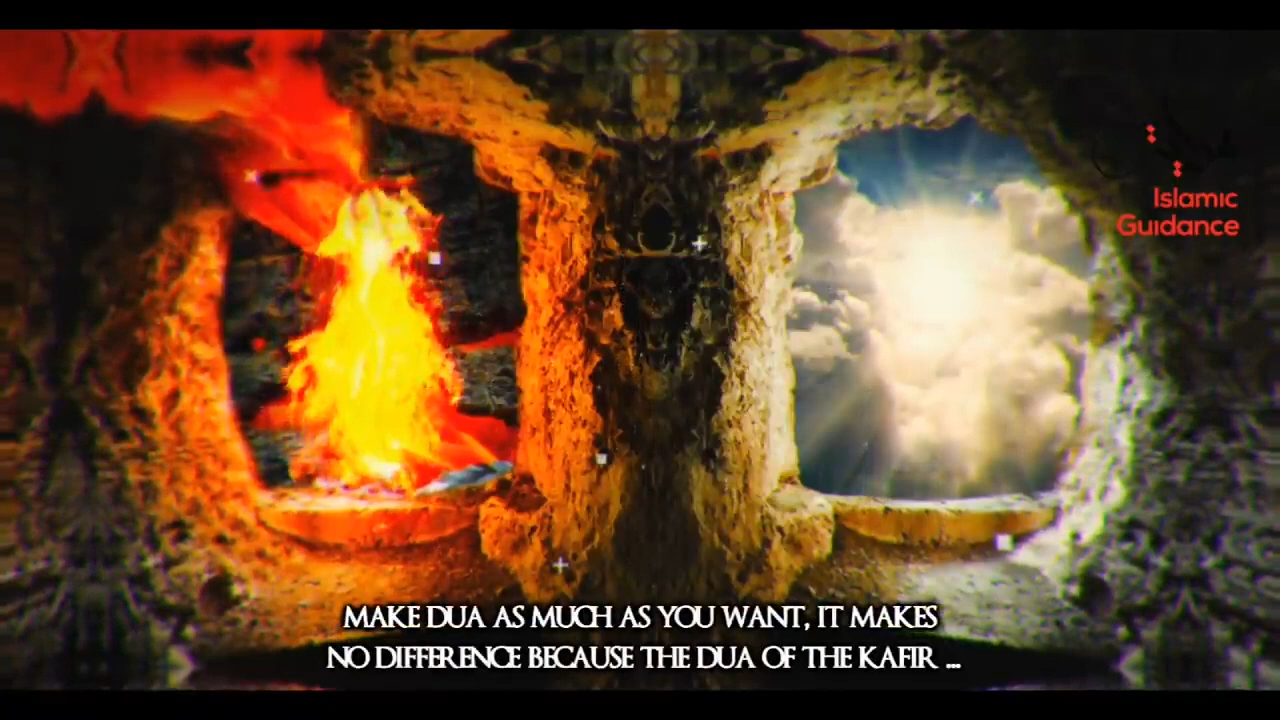 Islamic
Guidance
MAKE DUA AS MUCH AS YOU WANT, IT MAKES
NO DIFFERENCE BECAUSE THE DUA OF THE KAFIR ...